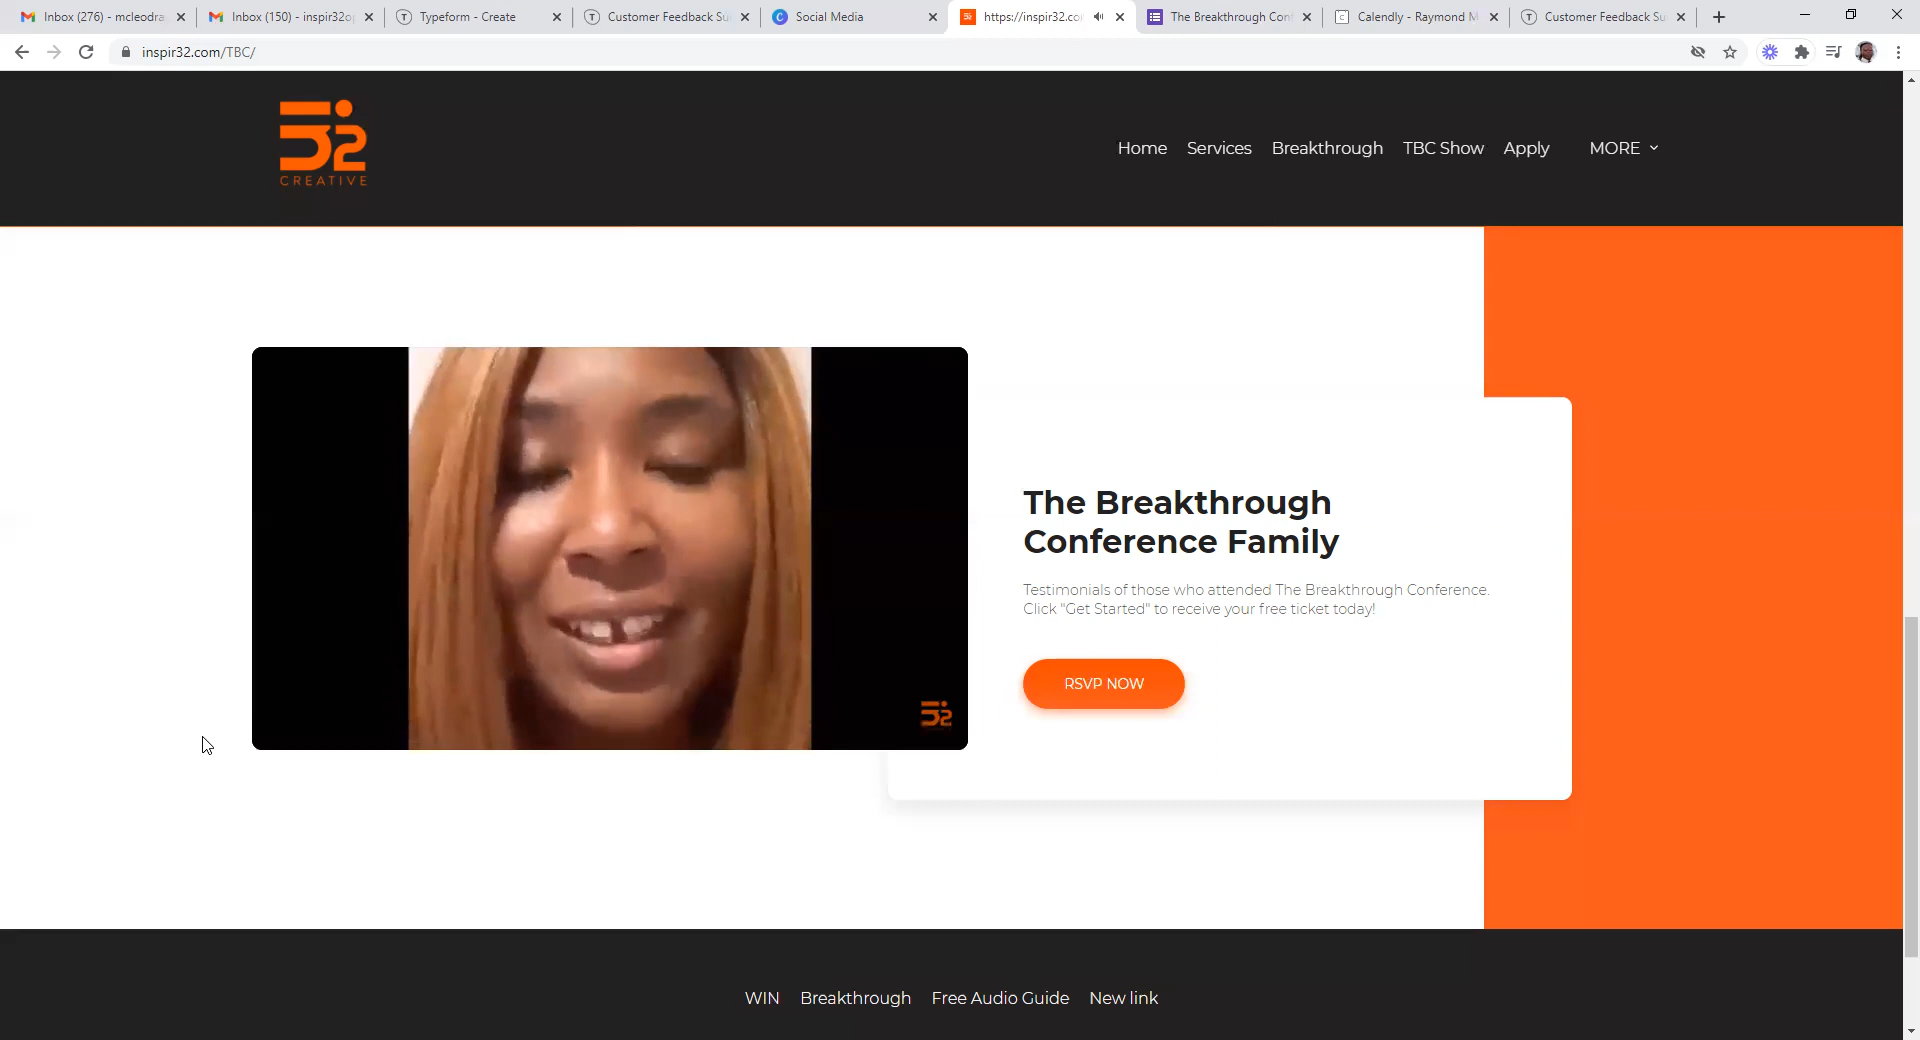 Inbox (276) - mcleodra
Inbox (150) - inspir32o
Typeform - Create
Customer Feedback Su
Social Media
https://inspir32.co
The Breakthrough Con
Calendly - Raymond M
Customer Feedback Su
inspir32.com/TBC/
32
CREATIVE
Home
Services
Breakthrough
TBC Show
Apply
MORE
The Breakthrough
Conference Family
Testimonials of those who attended The Breakthrough Conference.
Click "Get Started" to receive your free ticket today!
RSVP NOW
32
WIN
Breakthrough
Free Audio Guide
New link